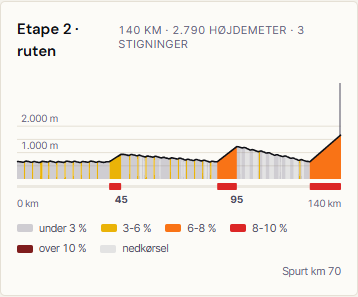 Etape 2 ·
ruten
140 KM · 2.790 HØJDEMETER · 3
STIGNINGER
2.000 m
1.000 m
0 km
45
95
140 km
under 3 %
3-6 %
6-8 %
8-10 %
over 10 %
nedkørsel
Spurt km 70